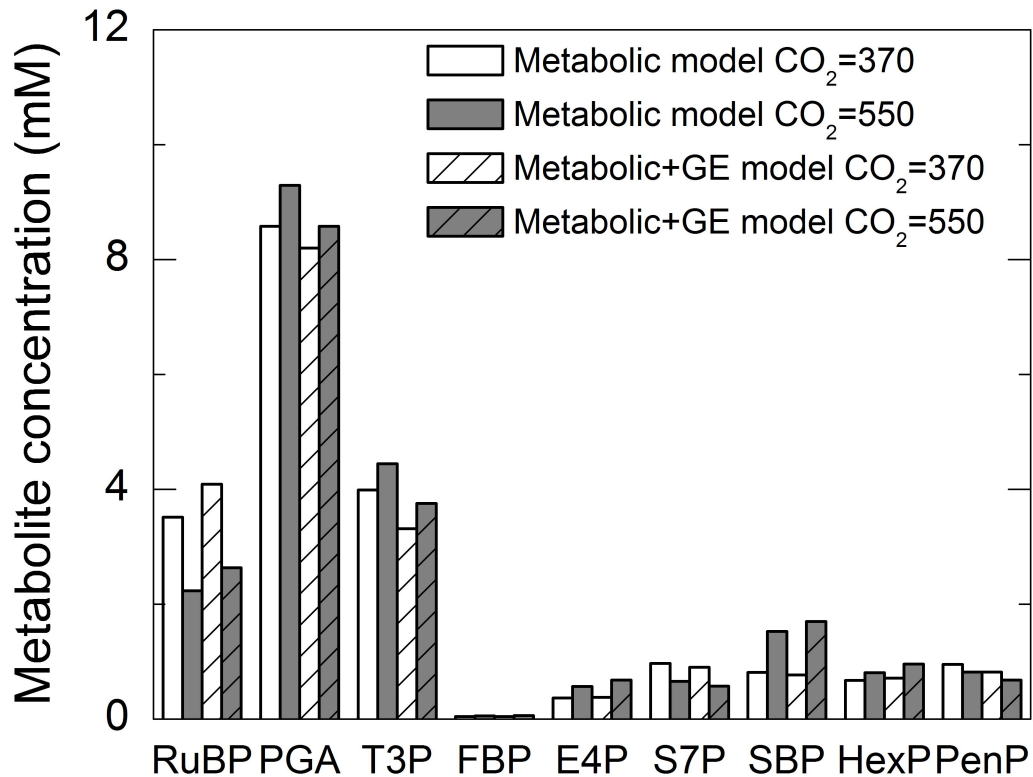 12
8
4
0
Metabolite concentration (mM)
Metabolic model CO₂=370
Metabolic model CO₂=550
Metabolic+GE model CO₂=370
Metabolic+GE model CO₂=550
RuBP PGA T3P FBP E4P S7P SBP HexP PenP